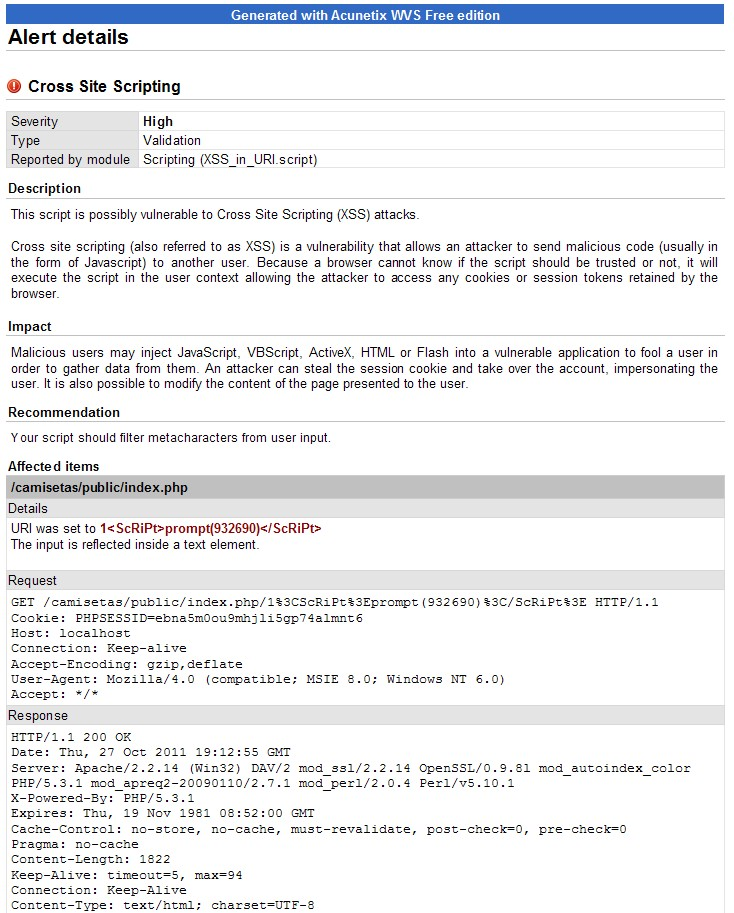 Generated with Acunetix WVS Free edition
Alert details
Cross Site Scripting
Severity High
Type Validation
Reported by module Scripting (XSS_in_URI.script)
Description
This script is possibly vulnerable to Cross Site Scripting (XSS) attacks.
Cross site scripting (also referred to as XSS) is a vulnerability that allows an attacker to send malicious code (usually in
the form of Javascript) to another user. Because a browser cannot know if the script should be trusted or not, it will
execute the script in the user context allowing the attacker to access any cookies or session tokens retained by the
browser.
Impact
Malicious users may inject JavaScript, VBScript, ActiveX, HTML or Flash into a vulnerable application to fool a user in
order to gather data from them. An attacker can steal the session cookie and take over the account, impersonating the
user. It is also possible to modify the content of the page presented to the user.
Recommendation
Your script should filter metacharacters from user input.
Affected items
/camisetas/public/index.php
Details
URI was set to 1<ScRiPt>prompt(932690)</ScRiPt>
The input is reflected inside a text element.
Request
GET /camisetas/public/index.php/1%3CScRiPt%3Eprompt(932690)%3C/ScRiPt%3E HTTP/1.1
Cookie: PHPSESSID=ebna5m0ou9mhjli5gp74almnt6
Host: localhost
Connection: Keep-alive
Accept-Encoding: gzip,deflate
User-Agent: Mozilla/4.0 (compatible; MSIE 8.0; Windows NT 6.0)
Accept: */*
Response
HTTP/1.1 200 OK
Date: Thu, 27 Oct 2011 19:12:55 GMT
Server: Apache/2.2.14 (Win32) DAV/2 mod_ssl/2.2.14 OpenSSL/0.9.8l mod_autoindex_color
PHP/5.3.1 mod_apreq2-20090110/2.7.1 mod_perl/2.0.4 Perl/v5.10.1
X-Powered-By: PHP/5.3.1
Expires: Thu, 19 Nov 1981 08:52:00 GMT
Cache-Control: no-store, no-cache, must-revalidate, post-check=0, pre-check=0
Pragma: no-cache
Content-Length: 1822
Keep-Alive: timeout=5, max=94
Connection: Keep-Alive
Content-Type: text/html; charset=UTF-8